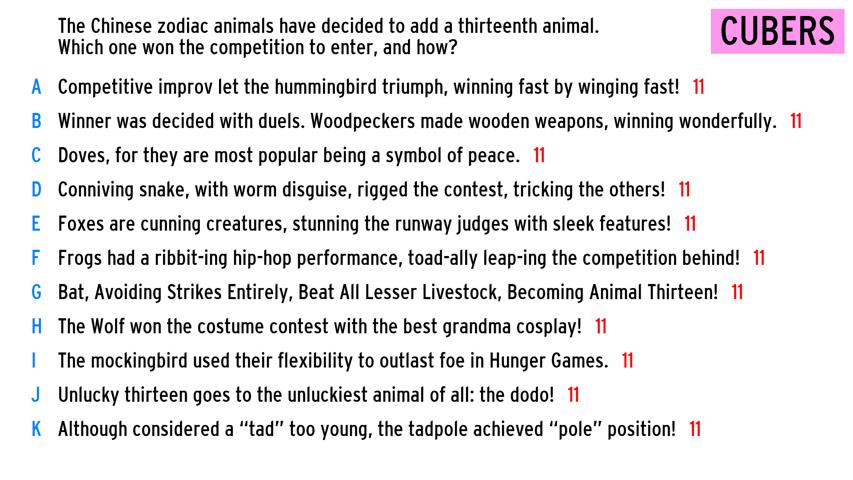 The Chinese zodiac animals have decided to add a thirteenth animal.
Which one won the competition to enter, and how?
CUBERS
A Competitive improv let the hummingbird triumph, winning fast by winging fast! 11
B Winner was decided with duels. Woodpeckers made wooden weapons, winning wonderfully. 11
C Doves, for they are most popular being a symbol of peace. 11
D Conniving snake, with worm disguise, rigged the contest, tricking the others! 11
E Foxes are cunning creatures, stunning the runway judges with sleek features! 11
F Frogs had a ribbit-ing hip-hop performance, toad-ally leap-ing the competition behind! 11
G Bat, Avoiding Strikes Entirely, Beat All Lesser Livestock, Becoming Animal Thirteen! 11
H The Wolf won the costume contest with the best grandma cosplay! 11
I The mockingbird used their flexibility to outlast foe in Hunger Games. 11
J Unlucky thirteen goes to the unluckiest animal of all: the dodo! 11
K Although considered a “tad” too young, the tadpole achieved “pole” position! 11